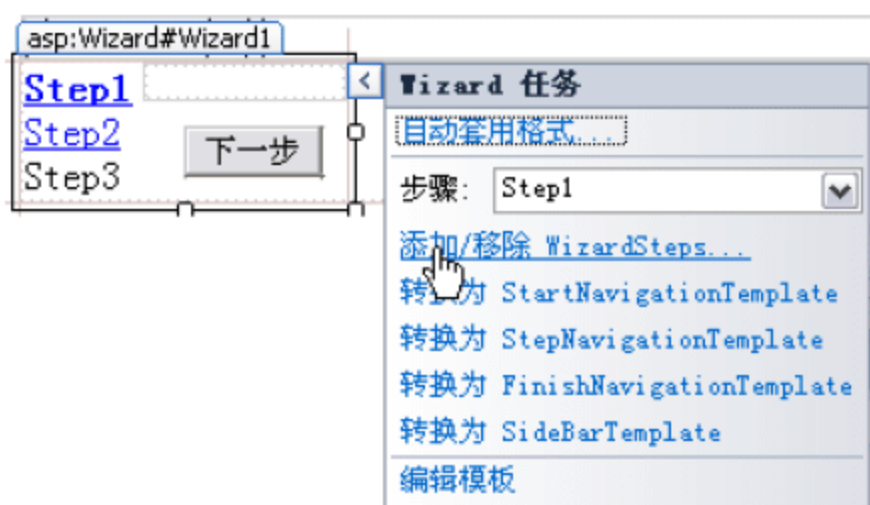 asp:Wizard#Wizard1
Step1
Step2
下一步
Step3
Wizard 任务
自动套用格式...
步骤: Step1
添加/移除 WizardSteps...
转换为 StartNavigationTemplate
转换为 StepNavigationTemplate
转换为 FinishNavigationTemplate
转换为 SideBarTemplate
编辑模板